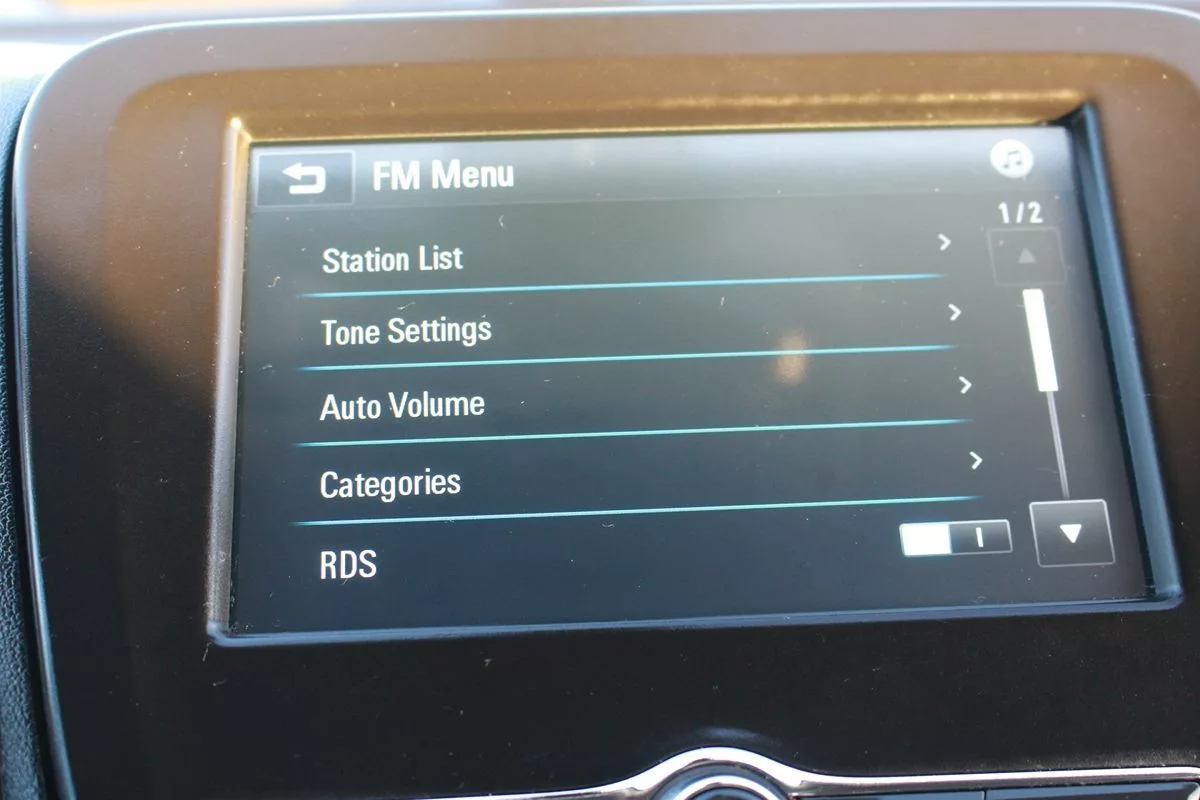 FM Menu
1/2
Station List
Tone Settings
Auto Volume
Categories
RDS